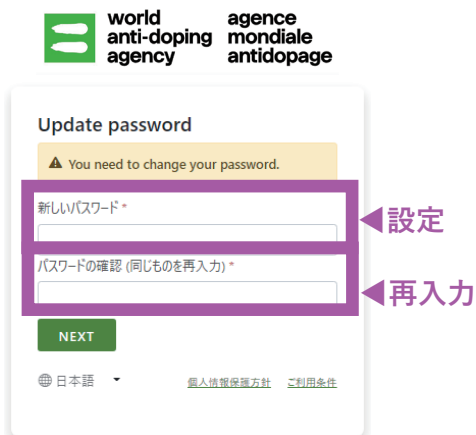 world agence
anti-doping mondiale
agency antidopage
Update password
You need to change your password.
新しいパスワード *
設定
パスワードの確認 (同じものを再入力) *
再入力
NEXT
日本語
個人情報保護方針 ご利用条件